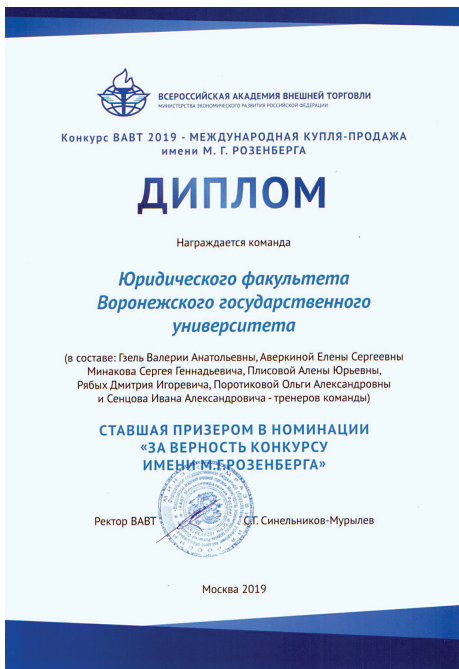 ВСЕРОССИЙСКАЯ АКАДЕМИЯ ВНЕШНЕЙ ТОРГОВЛИ
МИНИСТЕРСТВА ЭКОНОМИЧЕСКОГО РАЗВИТИЯ РОССИЙСКОЙ ФЕДЕРАЦИИ
Конкурс ВАВТ 2019 - МЕЖДУНАРОДНАЯ КУПЛЯ-ПРОДАЖА
имени М. Г. РОЗЕНБЕРГА
ДИПЛОМ
Награждается команда
Юридического факультета
Воронежского государственного
университета
(в составе: Гзель Валерии Анатольевны, Аверкиной Елены Сергеевны
Минакова Сергея Геннадьевича, Плисовой Алены Юрьевны,
Рябых Дмитрия Игоревича, Поротиковой Ольги Александровны
и Сенцова Ивана Александровича - тренеров команды)
СТАВШАЯ ПРИЗЕРОМ В НОМИНАЦИИ
«ЗА ВЕРНОСТЬ КОНКУРСУ
ИМЕНИ М.Г.РОЗЕНБЕРГА»
Ректор ВАВТ
С.Г. Синельников-Мурылев
Москва 2019